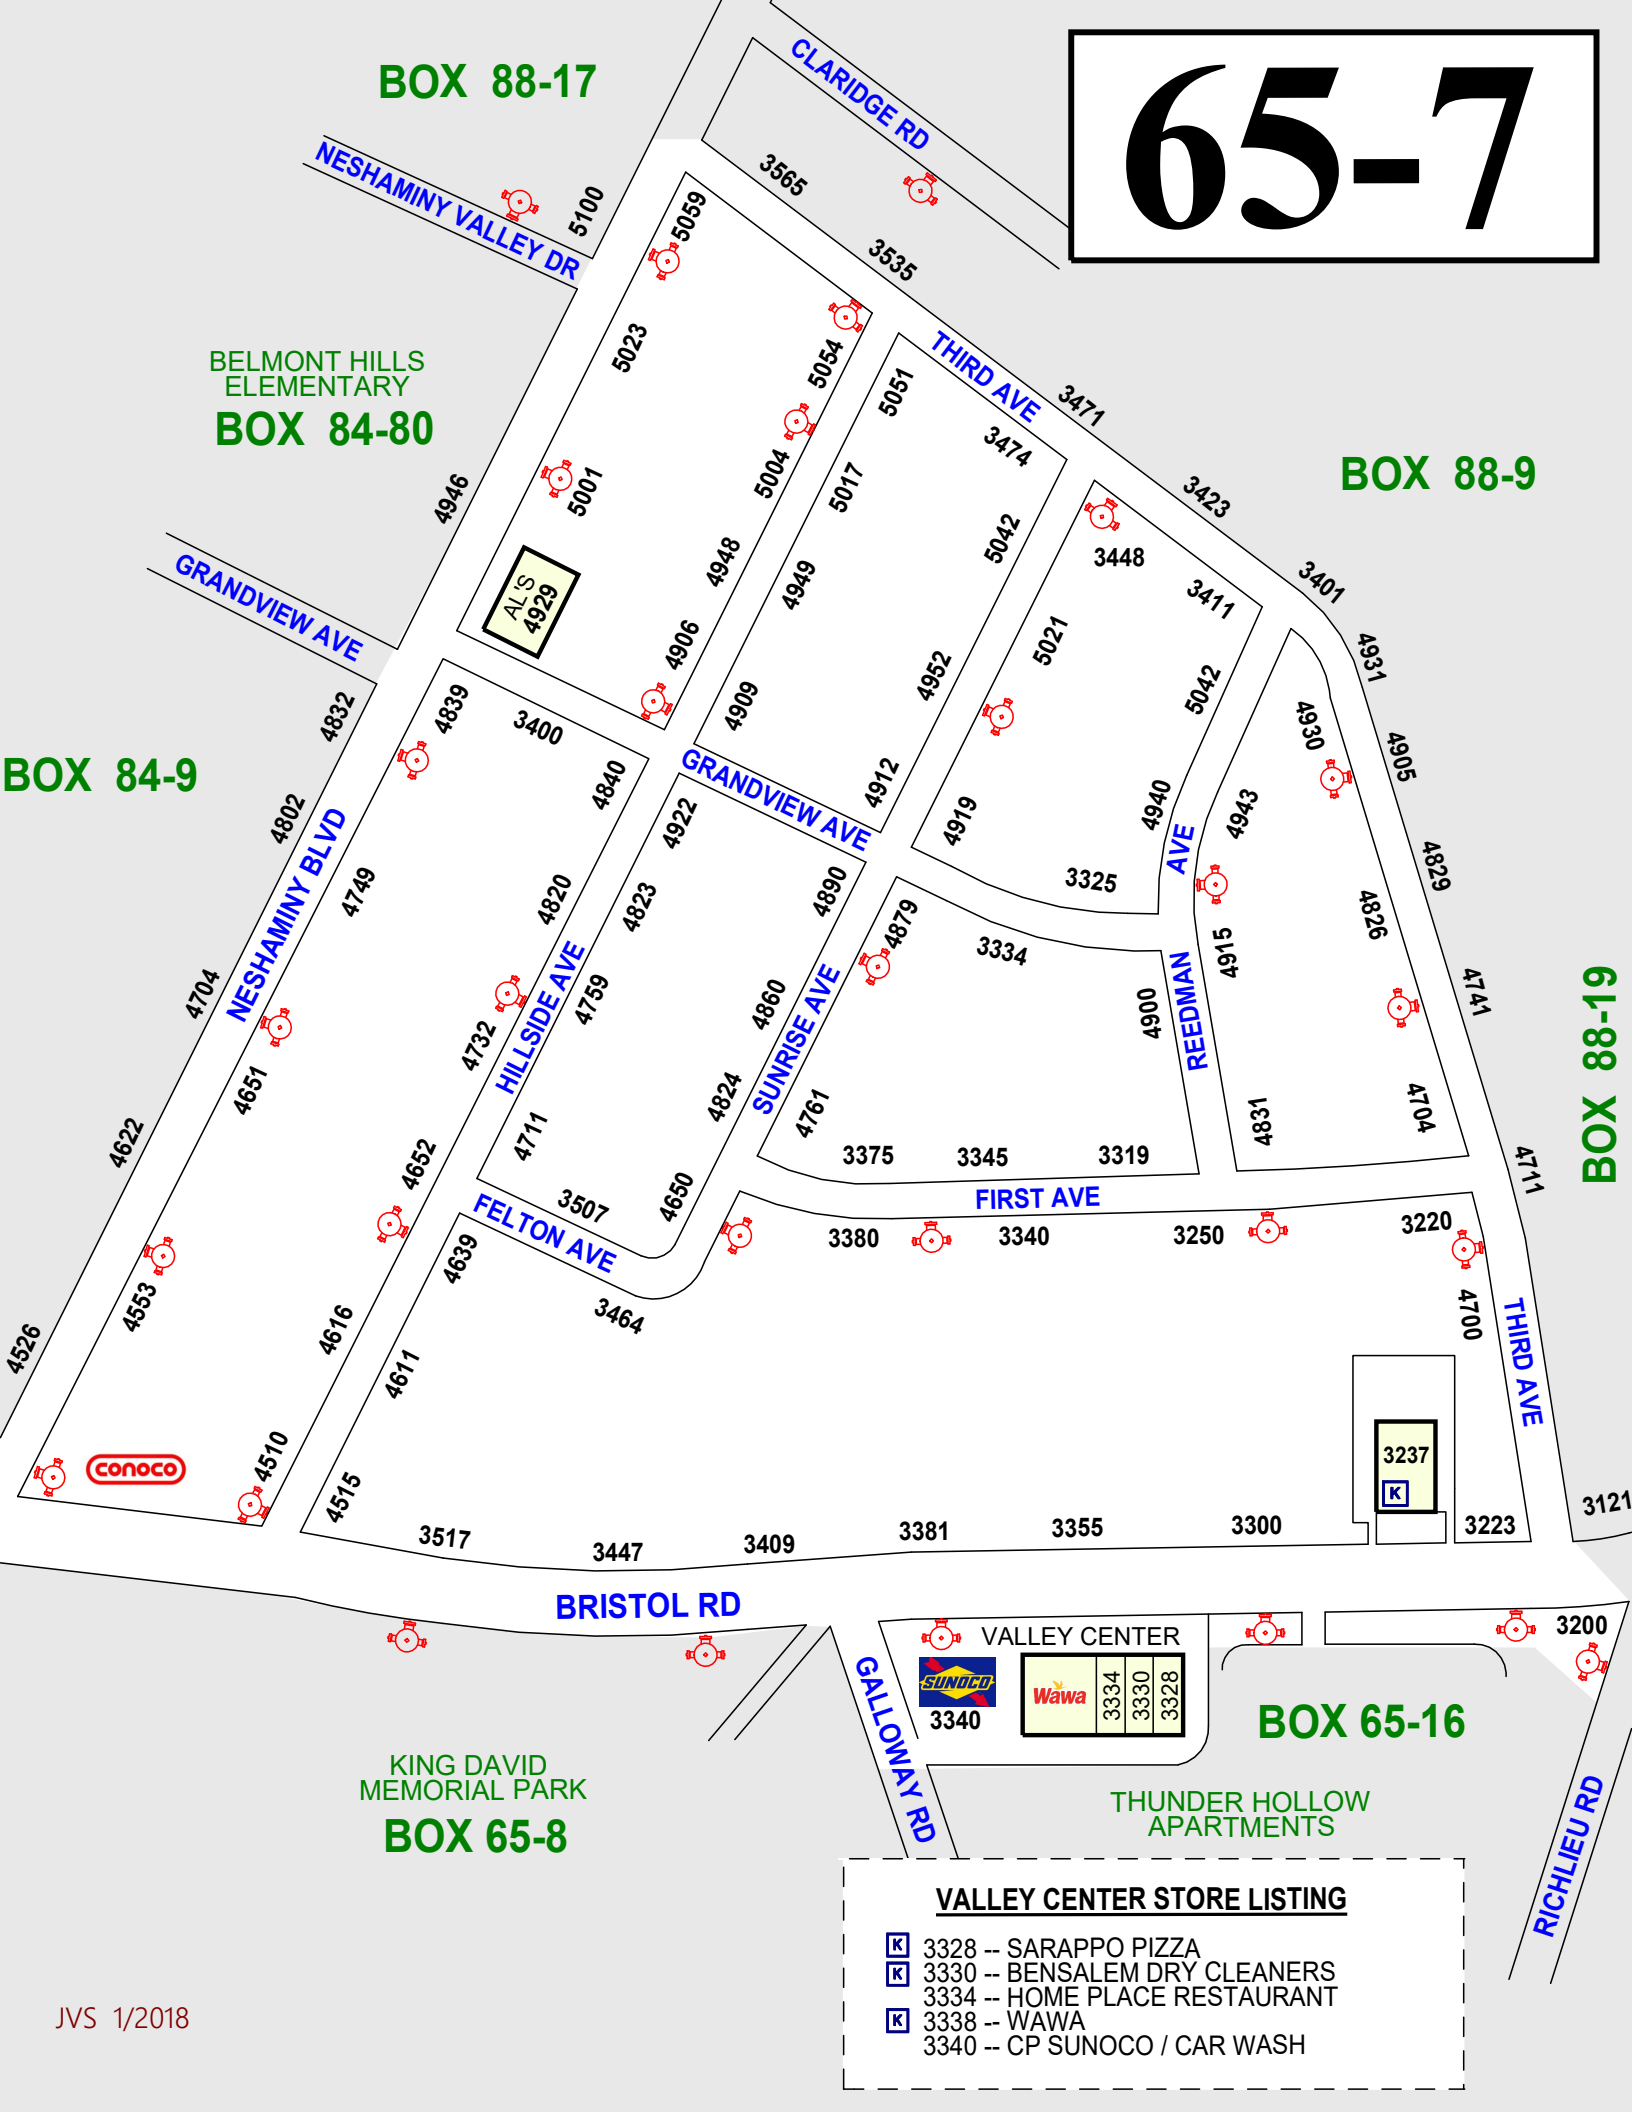 65-7
BOX 88-17
CLARIDGE RD
NESHAMINY VALLEY DR
5100
3565
5059
3535
BELMONT HILLS
ELEMENTARY
BOX 84-80
5023
5054
THIRD AVE
5051
3471
3474
BOX 88-9
4946
5001
5004
5017
3423
5042
3448
3411
3401
GRANDVIEW AVE
AL'S
4929
4948
4949
4906
5021
4931
4952
5042
4832
4839
3400
4909
4930
4905
BOX 84-9
4840
GRANDVIEW AVE
4912
4802
4922
4919
4940
4943
NESHAMINY BLVD
4749
4820
4823
4890
3325
AVE
4829
4826
4879
3334
4915
4704
HILLSIDE AVE
4759
4860
SUNRISE AVE
4900
REEDMAN
4741
BOX 88-19
4732
4651
4824
4761
4831
4704
4622
4652
4711
3375
3345
3319
4711
FELTON AVE
3507
4650
FIRST AVE
4639
3380
3340
3250
3220
4553
3464
4526
4616
4611
4700
THIRD AVE
conoco
4510
4515
3237
K
3121
3517
3447
3409
3381
3355
3300
3223
BRISTOL RD
3200
VALLEY CENTER
GALLOWAY RD
SUNOCO
3340
Wawa
3334
3330
3328
BOX 65-16
KING DAVID
MEMORIAL PARK
BOX 65-8
THUNDER HOLLOW
APARTMENTS
RICHLIEU RD
VALLEY CENTER STORE LISTING
K 3328 -- SARAPPO PIZZA
K 3330 -- BENSALEM DRY CLEANERS
3334 -- HOME PLACE RESTAURANT
K 3338 -- WAWA
3340 -- CP SUNOCO / CAR WASH
JVS 1/2018